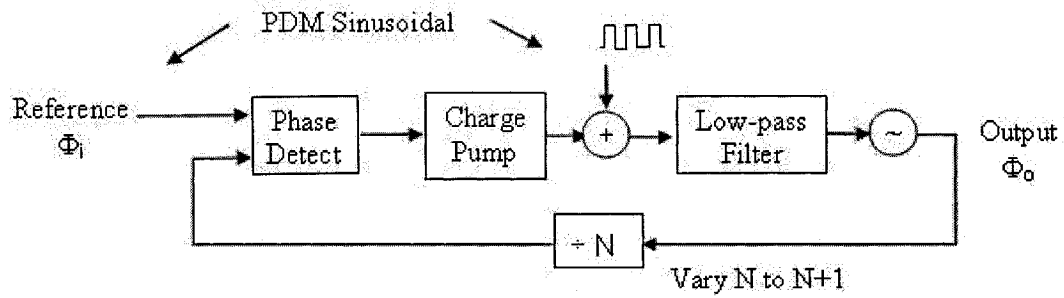 PDM Sinusoidal
Reference
Φi
Phase
Detect
Charge
Pump
+
Low-pass
Filter
~
Output
Φo
÷ N
Vary N to N+1